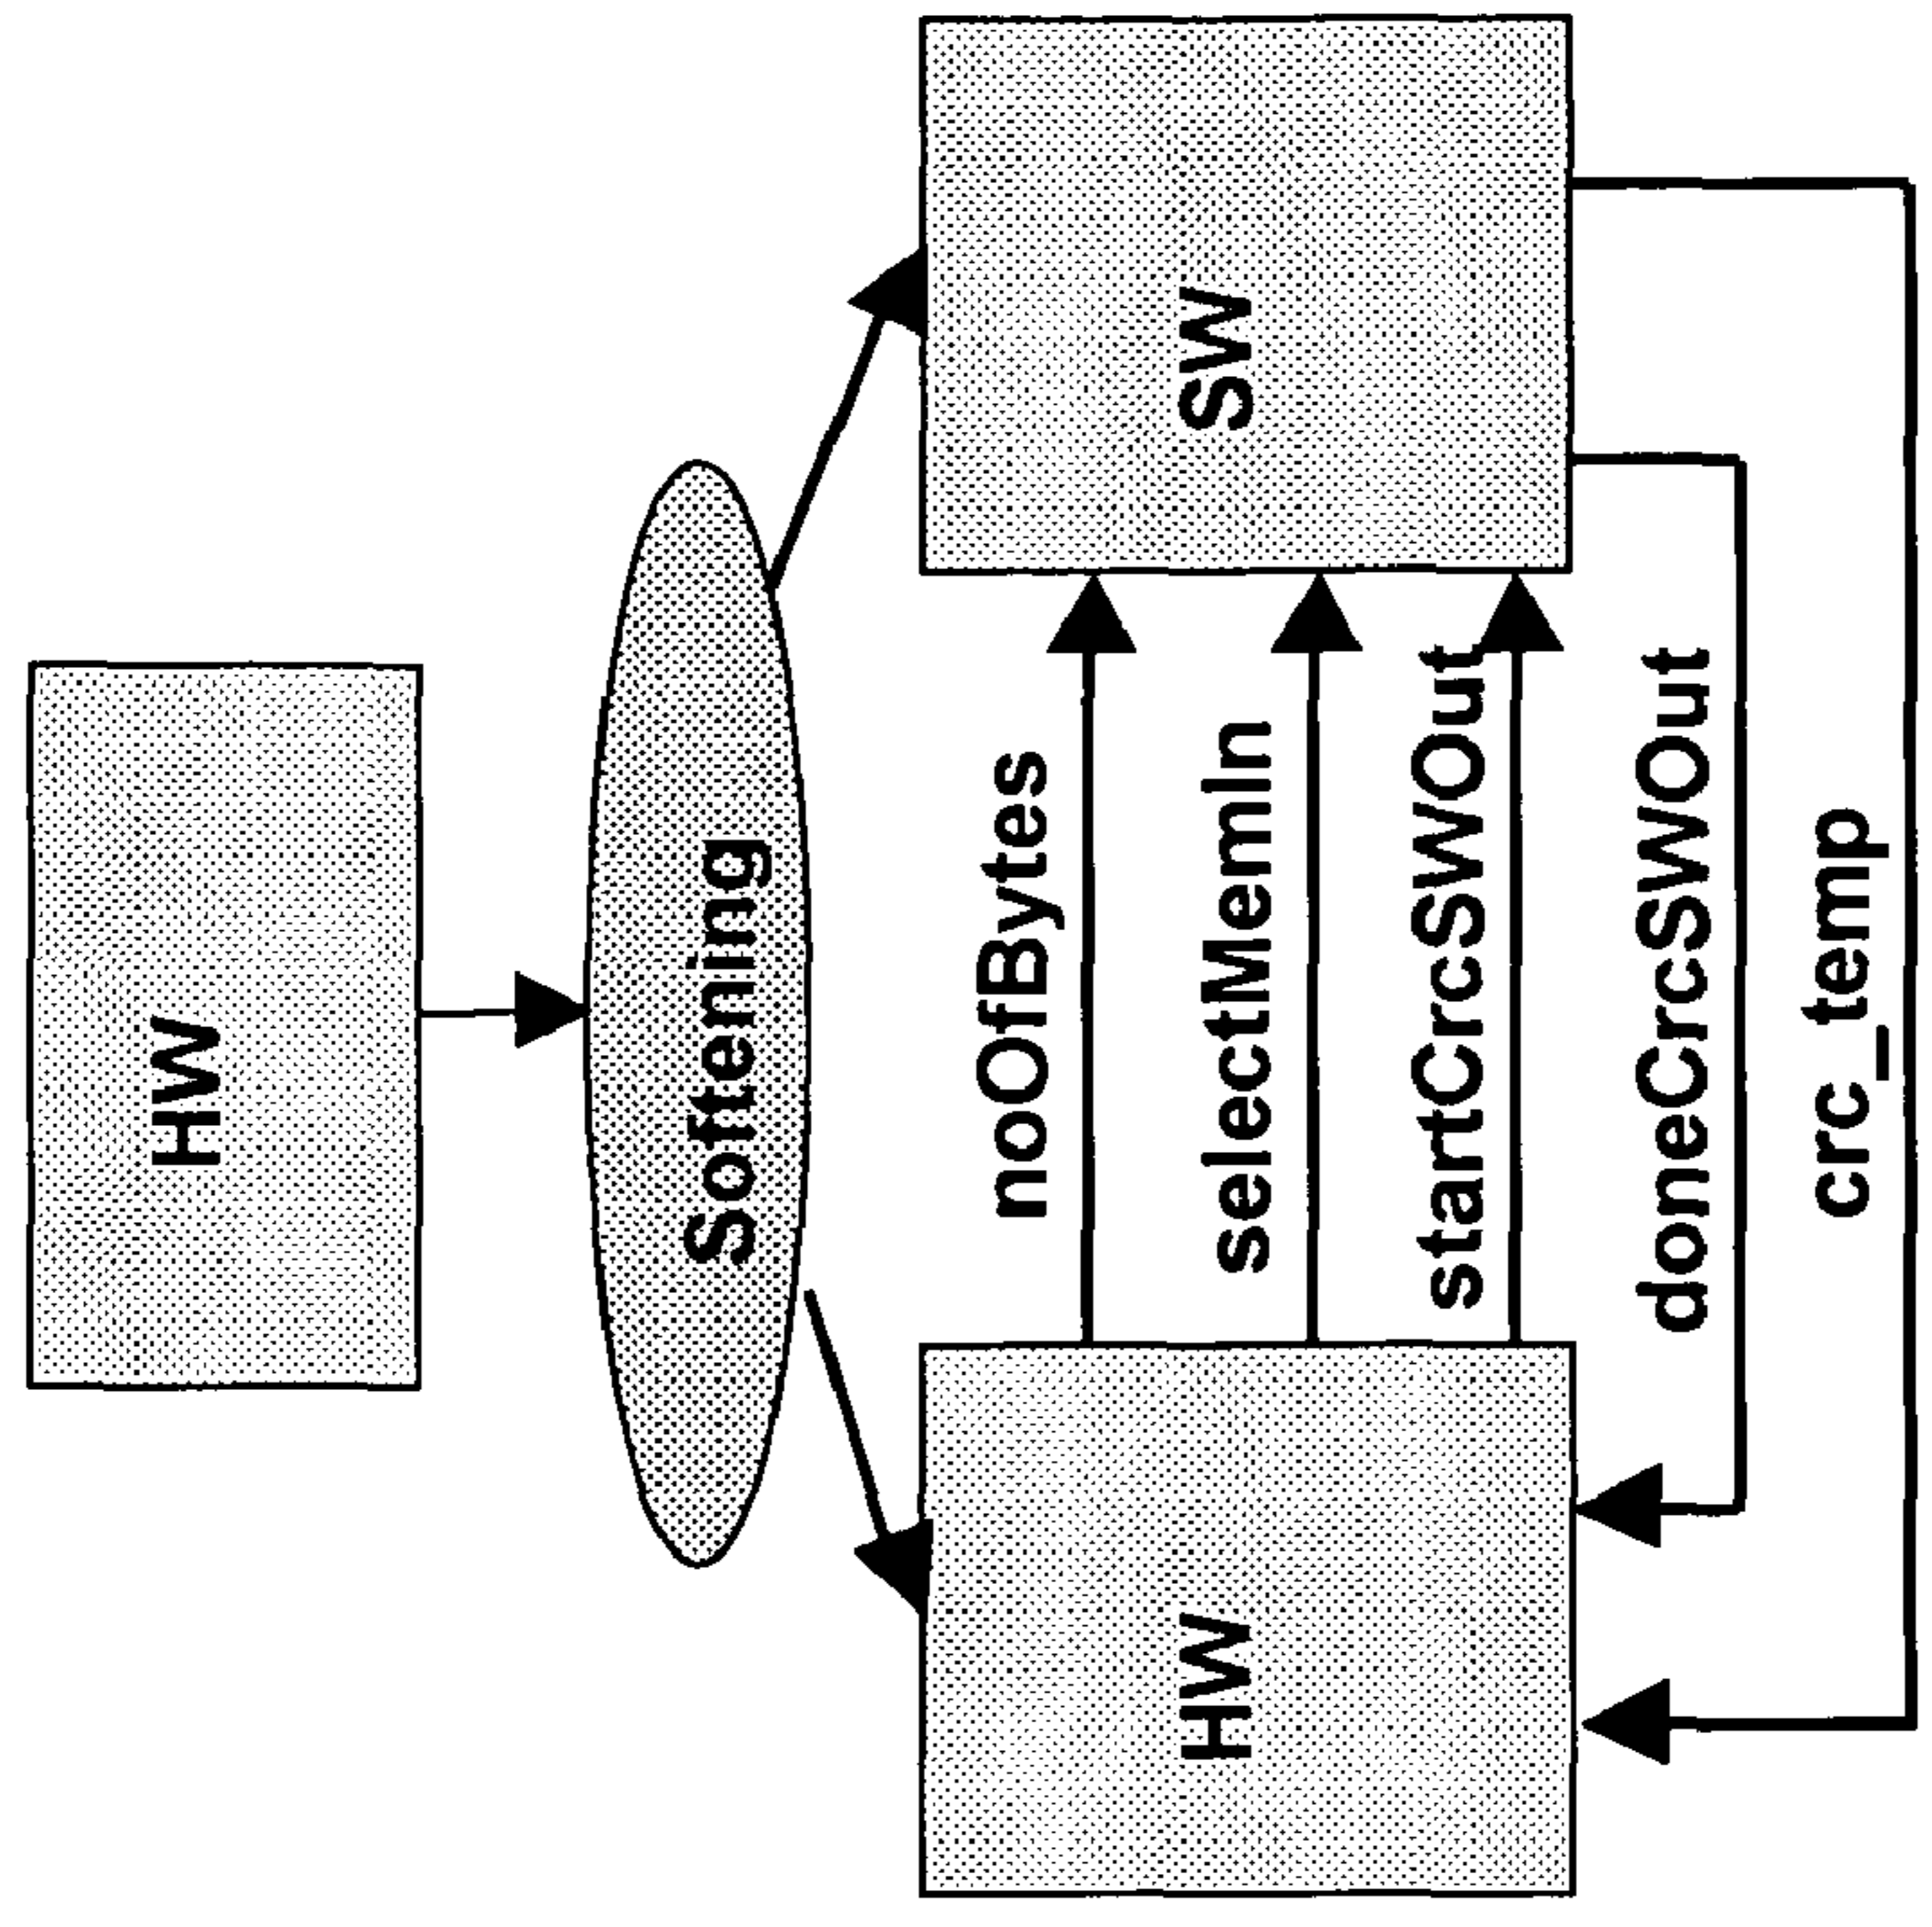 HW
Softening
noOfBytes
selectMemIn
startCrcSWOut
HW
SW
doneCrcSWOut
crc_temp